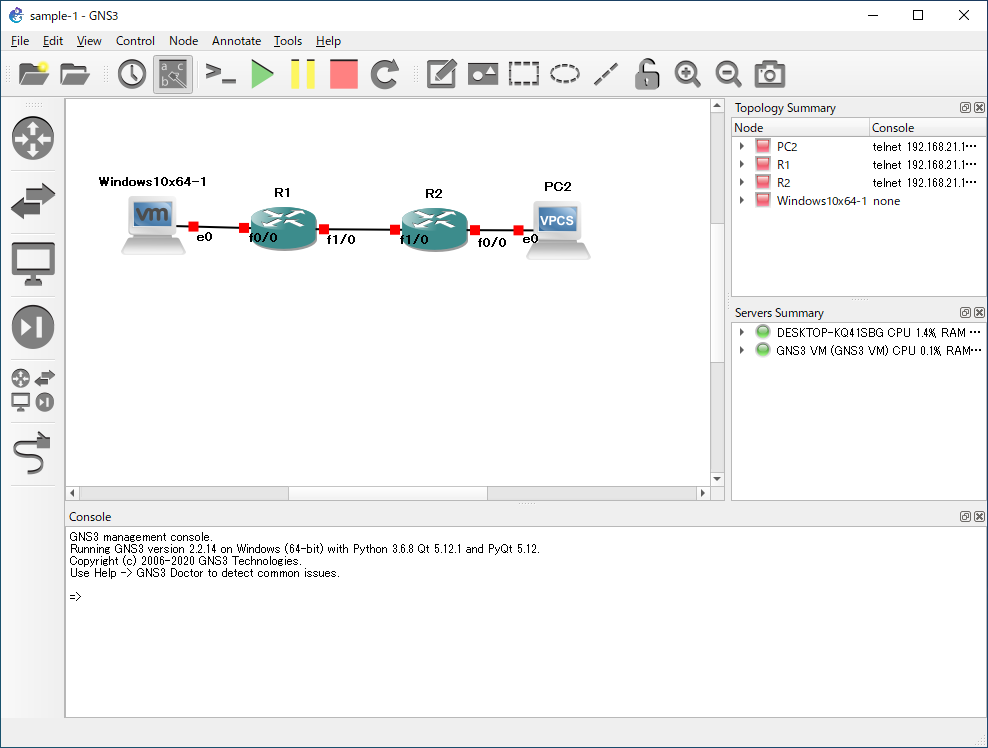 sample-1 - GNS3
File Edit View Control Node Annotate Tools Help
abc
Windows10x64-1
vm
e0
R1
f0/0
f1/0
R2
f1/0
f0/0
PC2
VPCS
e0
Topology Summary
Node Console
PC2 telnet 192.168.21.1...
R1 telnet 192.168.21.1...
R2 telnet 192.168.21.1...
Windows10x64-1 none
Servers Summary
DESKTOP-KQ41SBG CPU 1.4%, RAM ...
GNS3 VM (GNS3 VM) CPU 0.1%, RAM...
Console
GNS3 management console.
Running GNS3 version 2.2.14 on Windows (64-bit) with Python 3.6.8 Qt 5.12.1 and PyQt 5.12.
Copyright (c) 2006-2020 GNS3 Technologies.
Use Help -> GNS3 Doctor to detect common issues.
=>